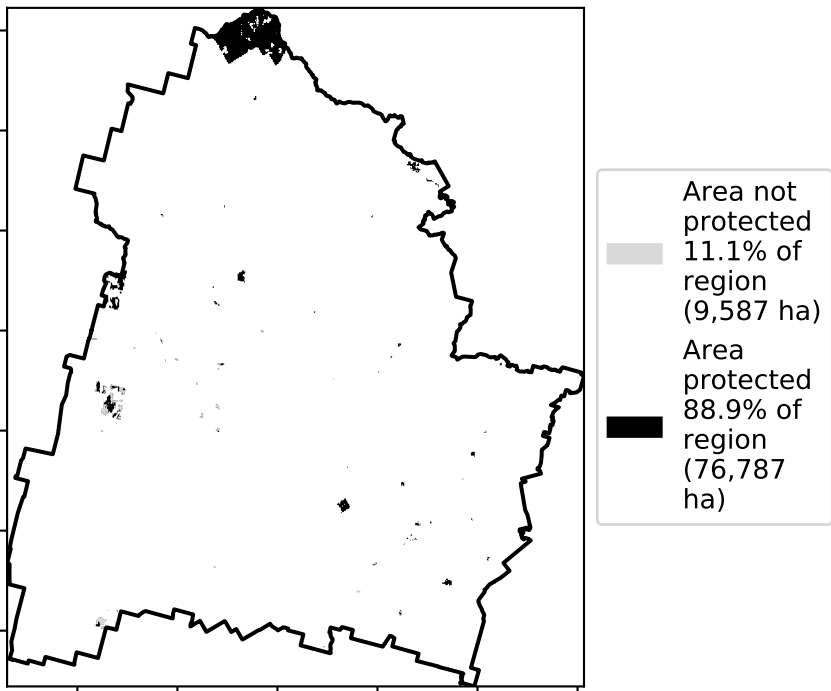 Area not
protected
11.1% of
region
(9,587 ha)
Area
protected
88.9% of
region
(76,787
ha)